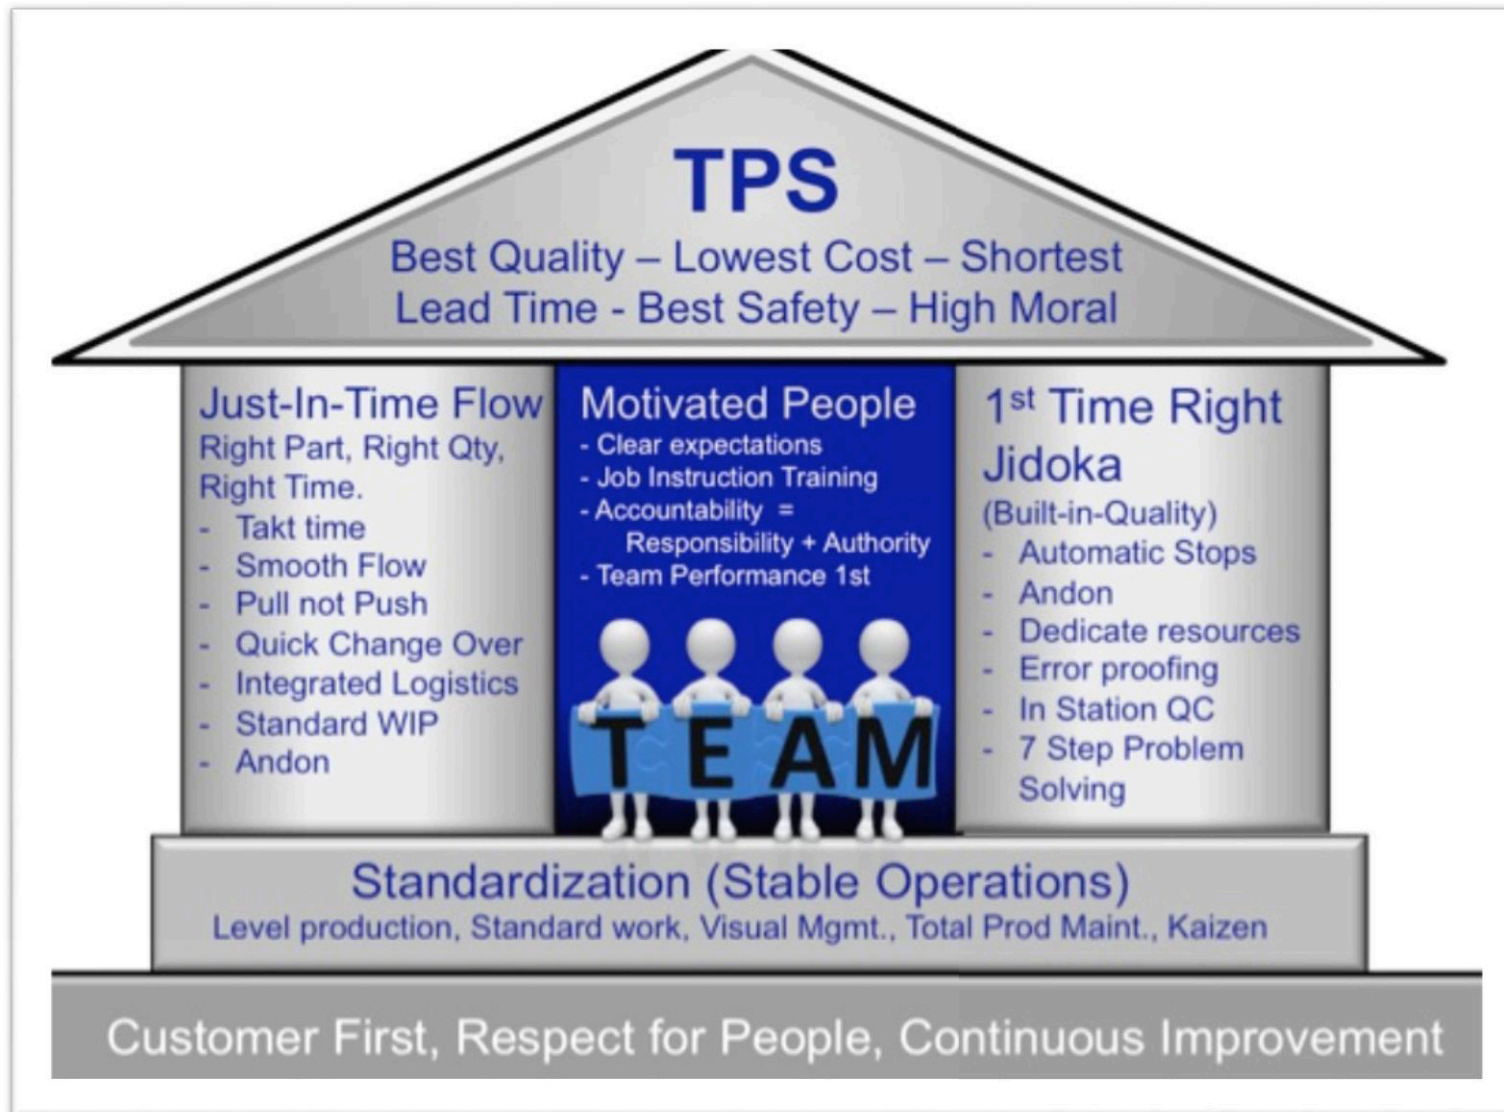 TPS
Best Quality – Lowest Cost – Shortest
Lead Time - Best Safety – High Moral
Just-In-Time Flow
Right Part, Right Qty,
Right Time.
- Takt time
- Smooth Flow
- Pull not Push
- Quick Change Over
- Integrated Logistics
- Standard WIP
- Andon
Motivated People
- Clear expectations
- Job Instruction Training
- Accountability =
Responsibility + Authority
- Team Performance 1st
TEAM
1st Time Right
Jidoka
(Built-in-Quality)
- Automatic Stops
- Andon
- Dedicate resources
- Error proofing
- In Station QC
- 7 Step Problem
Solving
Standardization (Stable Operations)
Level production, Standard work, Visual Mgmt., Total Prod Maint., Kaizen
Customer First, Respect for People, Continuous Improvement